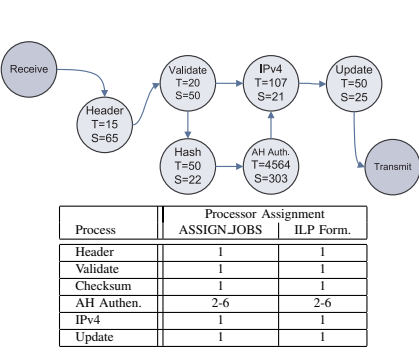 Receive
Header
T=15
S=65
Validate
T=20
S=50
Hash
T=50
S=22
IPv4
T=107
S=21
AH Auth.
T=4564
S=303
Update
T=50
S=25
Transmit
Processor Assignment
Process ASSIGN_JOBS ILP Form.
Header 1 1
Validate 1 1
Checksum 1 1
AH Authen. 2-6 2-6
IPv4 1 1
Update 1 1